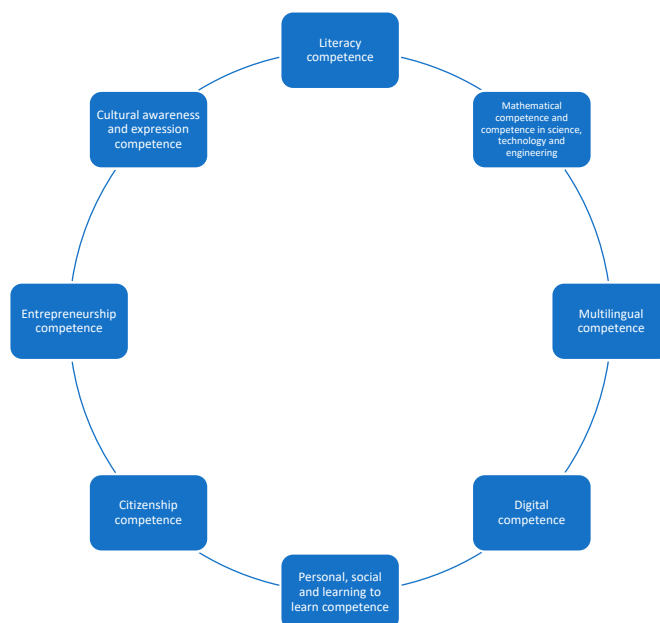 Literacy
competence
Mathematical
competence and
competence in science,
technology and
engineering
Multilingual
competence
Digital
competence
Personal, social
and learning to
learn competence
Citizenship
competence
Entrepreneurship
competence
Cultural awareness
and expression
competence